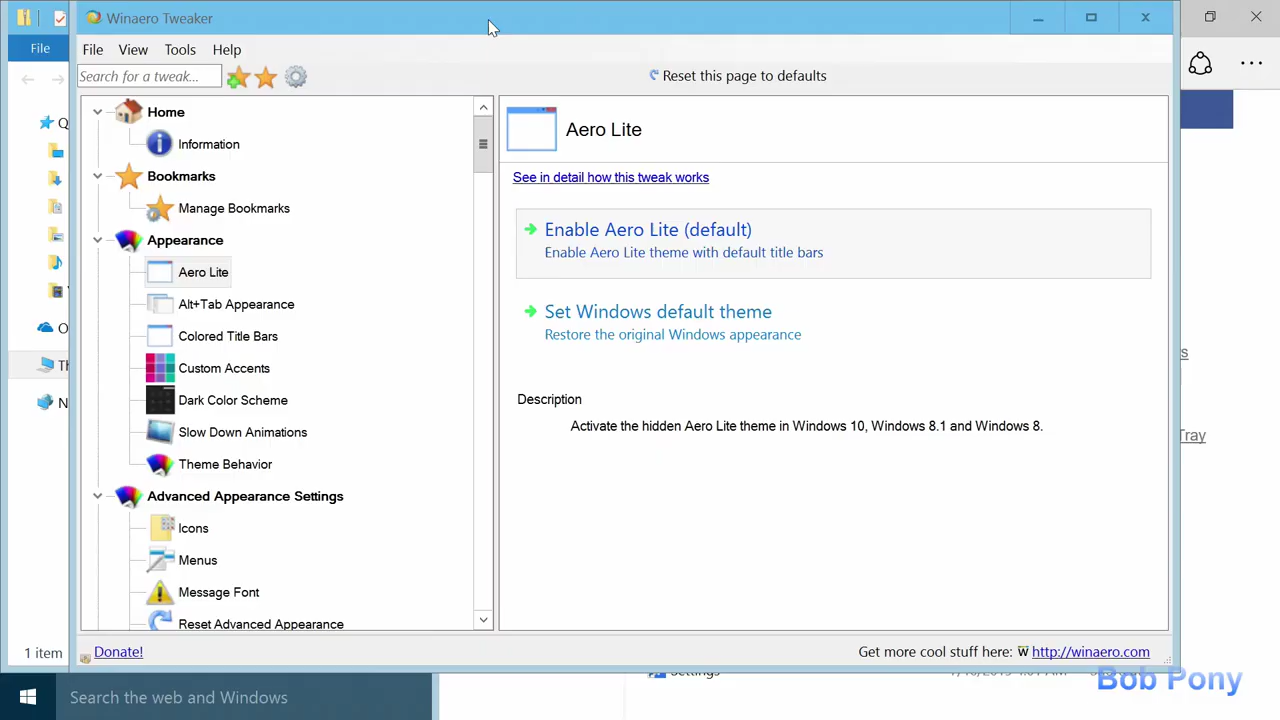 Winaero Tweaker
File
File View Tools Help
Search for a tweak...
Reset this page to defaults
Home
Information
Bookmarks
Manage Bookmarks
Appearance
Aero Lite
Alt+Tab Appearance
Colored Title Bars
Custom Accents
Dark Color Scheme
Slow Down Animations
Theme Behavior
Advanced Appearance Settings
Icons
Menus
Message Font
Reset Advanced Appearance
Aero Lite
See in detail how this tweak works
Enable Aero Lite (default)
Enable Aero Lite theme with default title bars
Set Windows default theme
Restore the original Windows appearance
Description
Activate the hidden Aero Lite theme in Windows 10, Windows 8.1 and Windows 8.
Tray
1 item
Donate!
Get more cool stuff here: W http://winaero.com
Settings
Bob Pony
Search the web and Windows